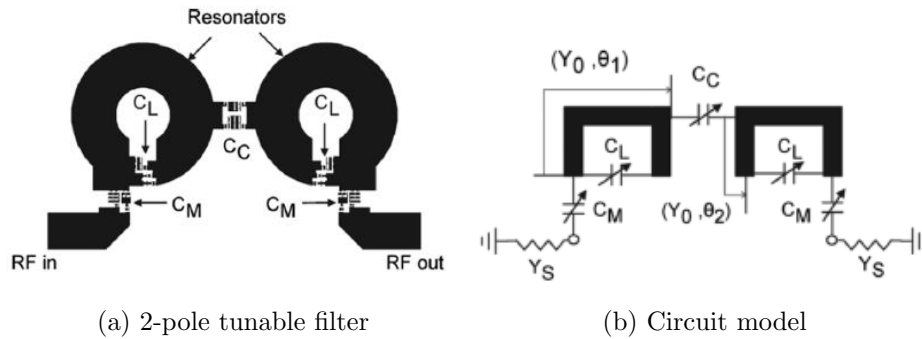 Resonators
C_L
C_L
C_C
C_M
C_M
RF in
RF out
(a) 2-pole tunable filter
(Y_0 ,θ_1)
C_C
C_L
C_L
C_M
(Y_0 ,θ_2)
C_M
Y_S
Y_S
(b) Circuit model